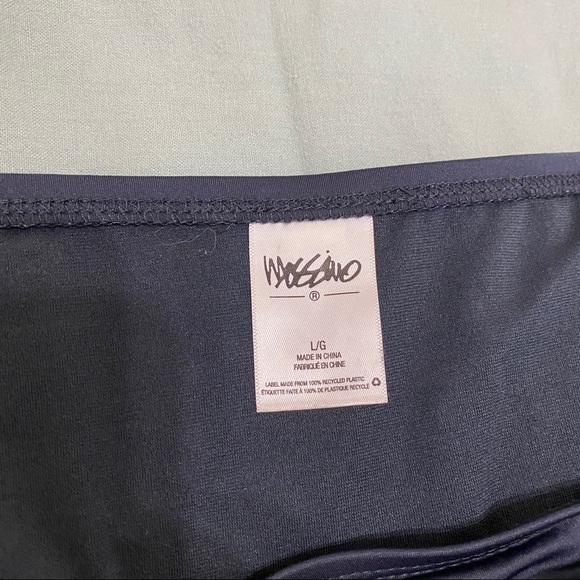 Mossimo
®
L/G
MADE IN CHINA
FABRIQUÉ EN CHINE
LABEL MADE FROM 100% RECYCLED PLASTIC
ÉTIQUETTE FAITE À 100% DE PLASTIQUE RECYCLÉ